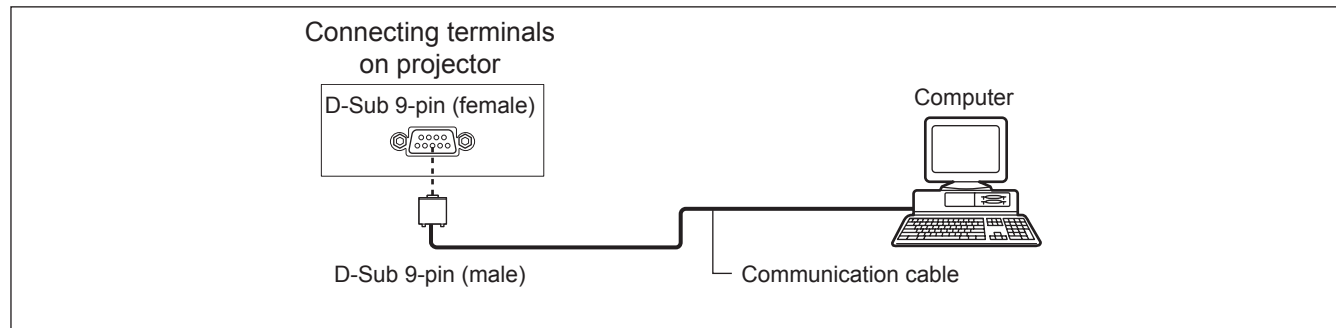 Connecting terminals
on projector
D-Sub 9-pin (female)
Computer
D-Sub 9-pin (male)
Communication cable